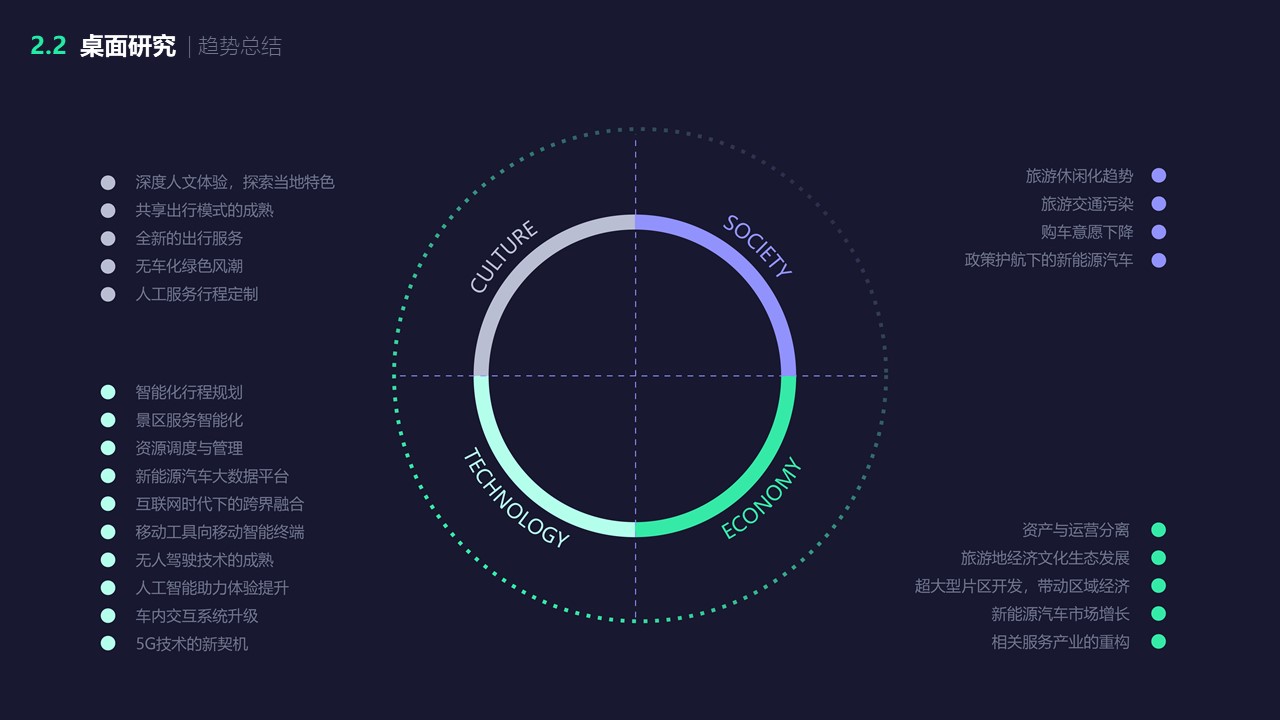 2.2 桌面研究 | 趋势总结
深度人文体验，探索当地特色
共享出行模式的成熟
全新的出行服务
无车化绿色风潮
人工服务行程定制
CULTURE
SOCIETY
旅游休闲化趋势
旅游交通污染
购车意愿下降
政策护航下的新能源汽车
智能化行程规划
景区服务智能化
资源调度与管理
新能源汽车大数据平台
互联网时代下的跨界融合
移动工具向移动智能终端
无人驾驶技术的成熟
人工智能助力体验提升
车内交互系统升级
5G技术的新契机
TECHNOLOGY
ECONOMY
资产与运营分离
旅游地经济文化生态发展
超大型片区开发，带动区域经济
新能源汽车市场增长
相关服务产业的重构